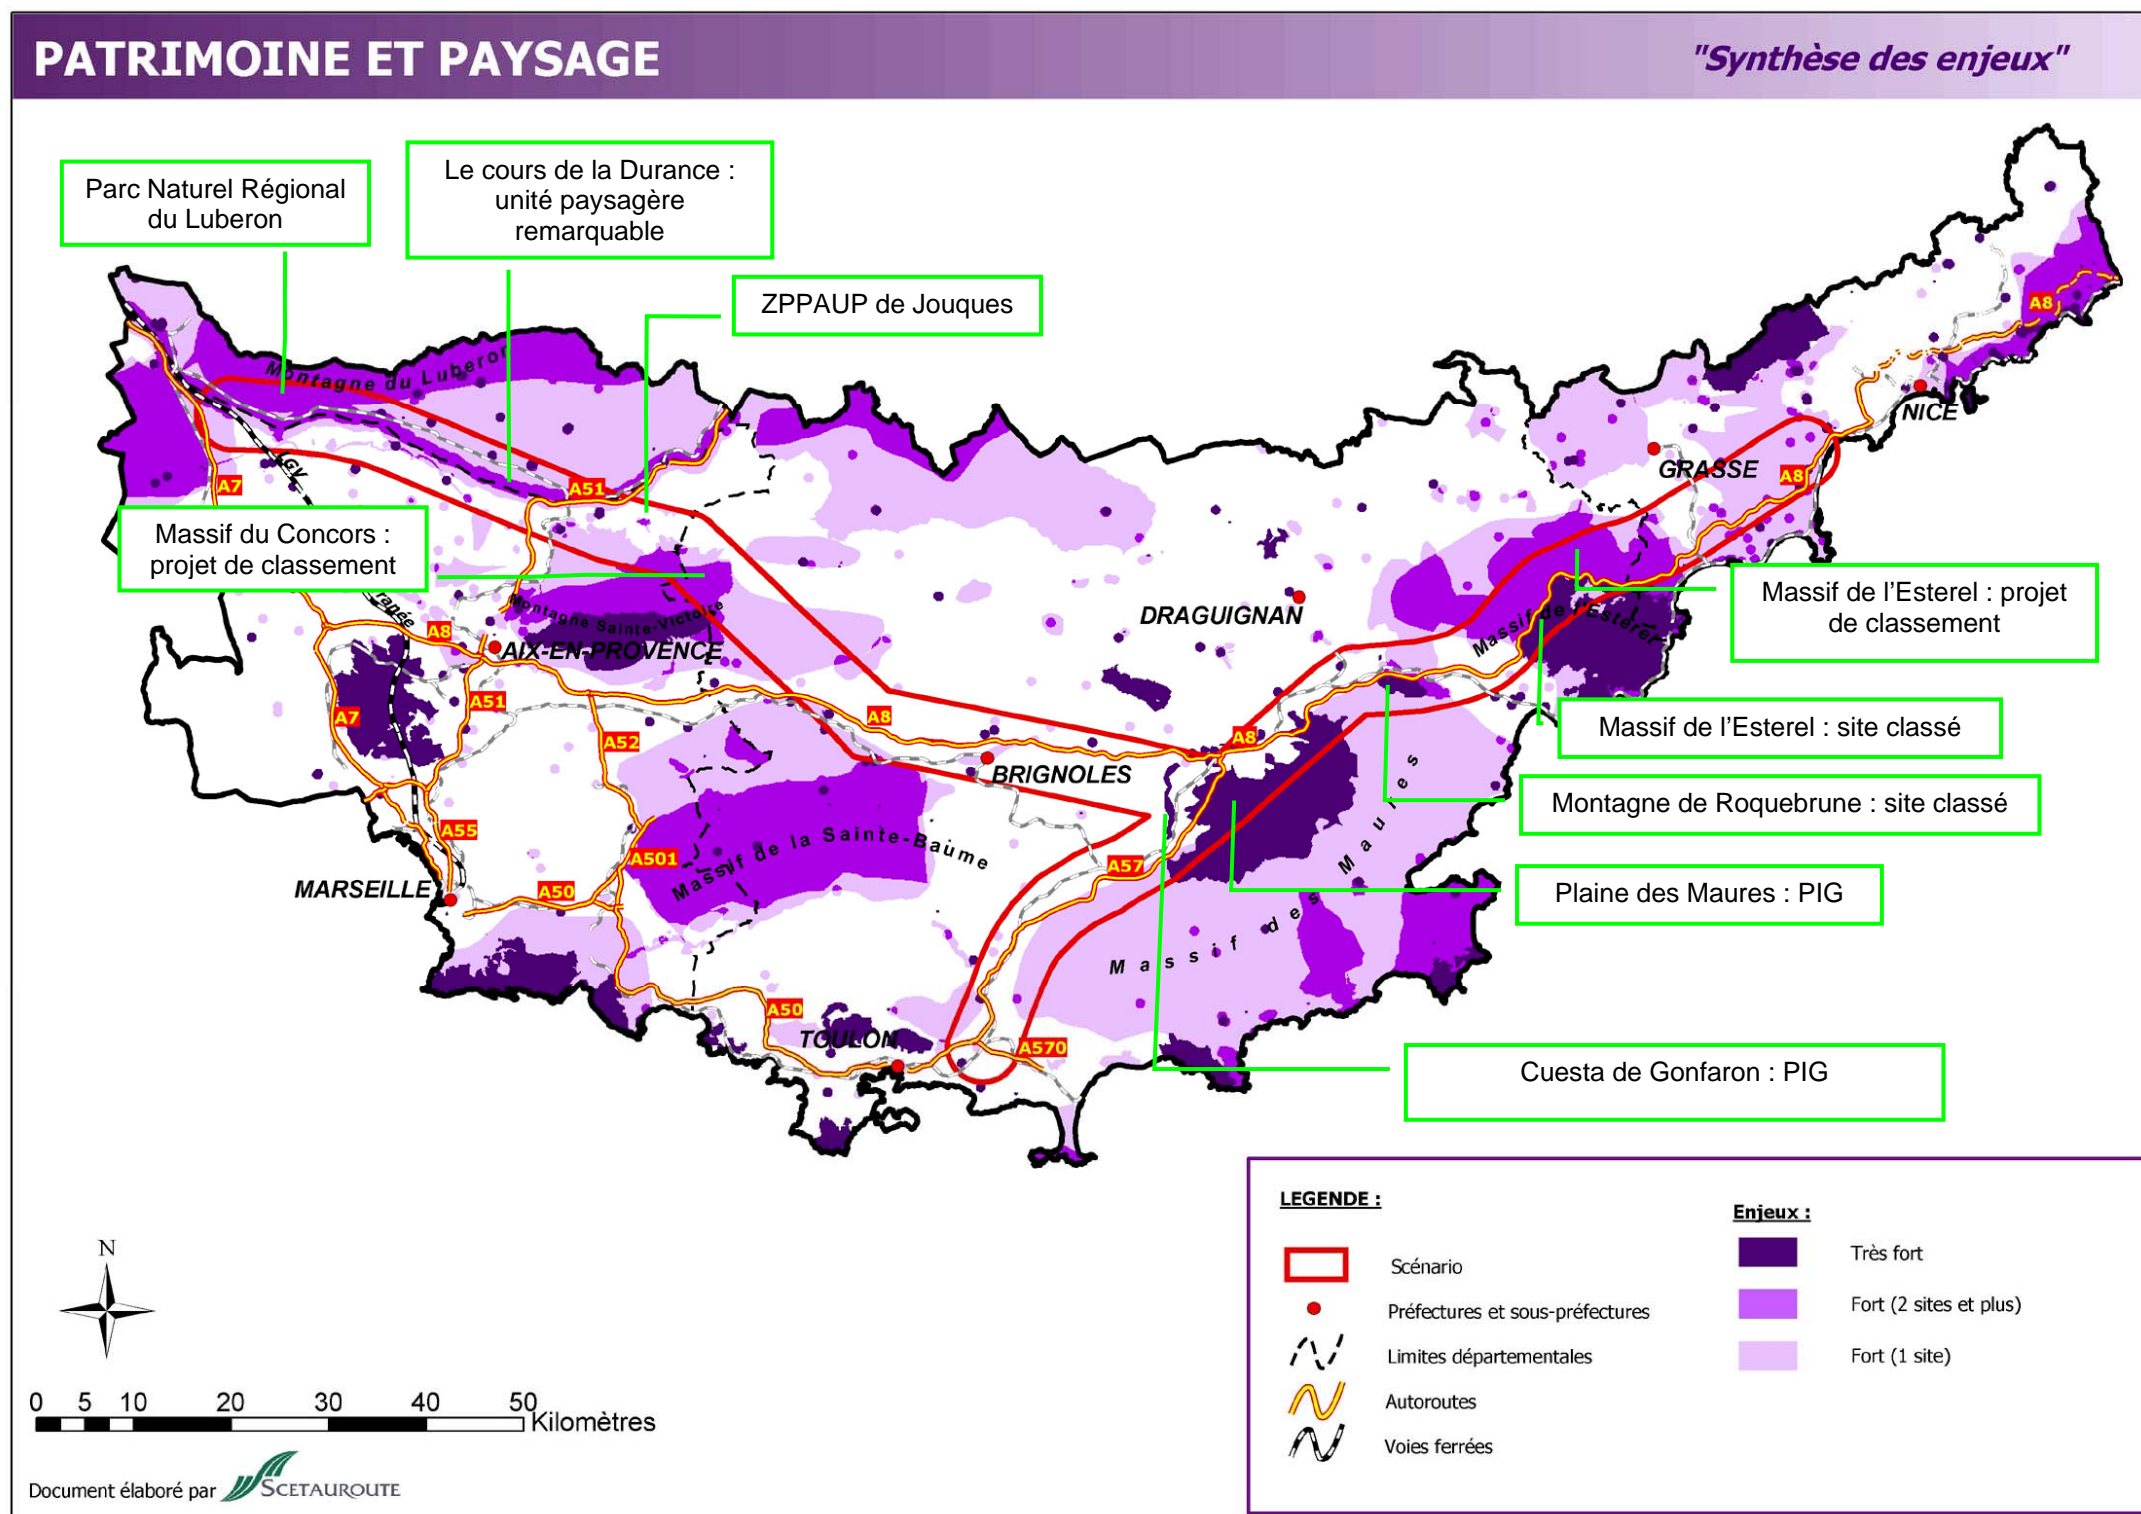 PATRIMOINE ET PAYSAGE
"Synthèse des enjeux"
Parc Naturel Régional
du Luberon
Le cours de la Durance :
unité paysagère
remarquable
ZPPAUP de Jouques
Massif du Concors :
projet de classement
Montagne du Luberon
LGV
ranée
Montagne Sainte-Victoire
A7
A51
A8
AIX-EN-PROVENCE
A51
A7
A52
A8
A55
A501
A50
MARSEILLE
Massif de la Sainte-Baume
BRIGNOLES
DRAGUIGNAN
A8
A57
A50
TOULON
A570
Massif des Maures
Massif de l'Esterel
GRASSE
A8
NICE
A8
Massif de l'Esterel : projet
de classement
Massif de l'Esterel : site classé
Montagne de Roquebrune : site classé
Plaine des Maures : PIG
Cuesta de Gonfaron : PIG
LEGENDE :
Scénario
Préfectures et sous-préfectures
Limites départementales
Autoroutes
Voies ferrées
Enjeux :
Très fort
Fort (2 sites et plus)
Fort (1 site)
N
0 5 10 20 30 40 50
Kilomètres
Document élaboré par SCETAUROUTE